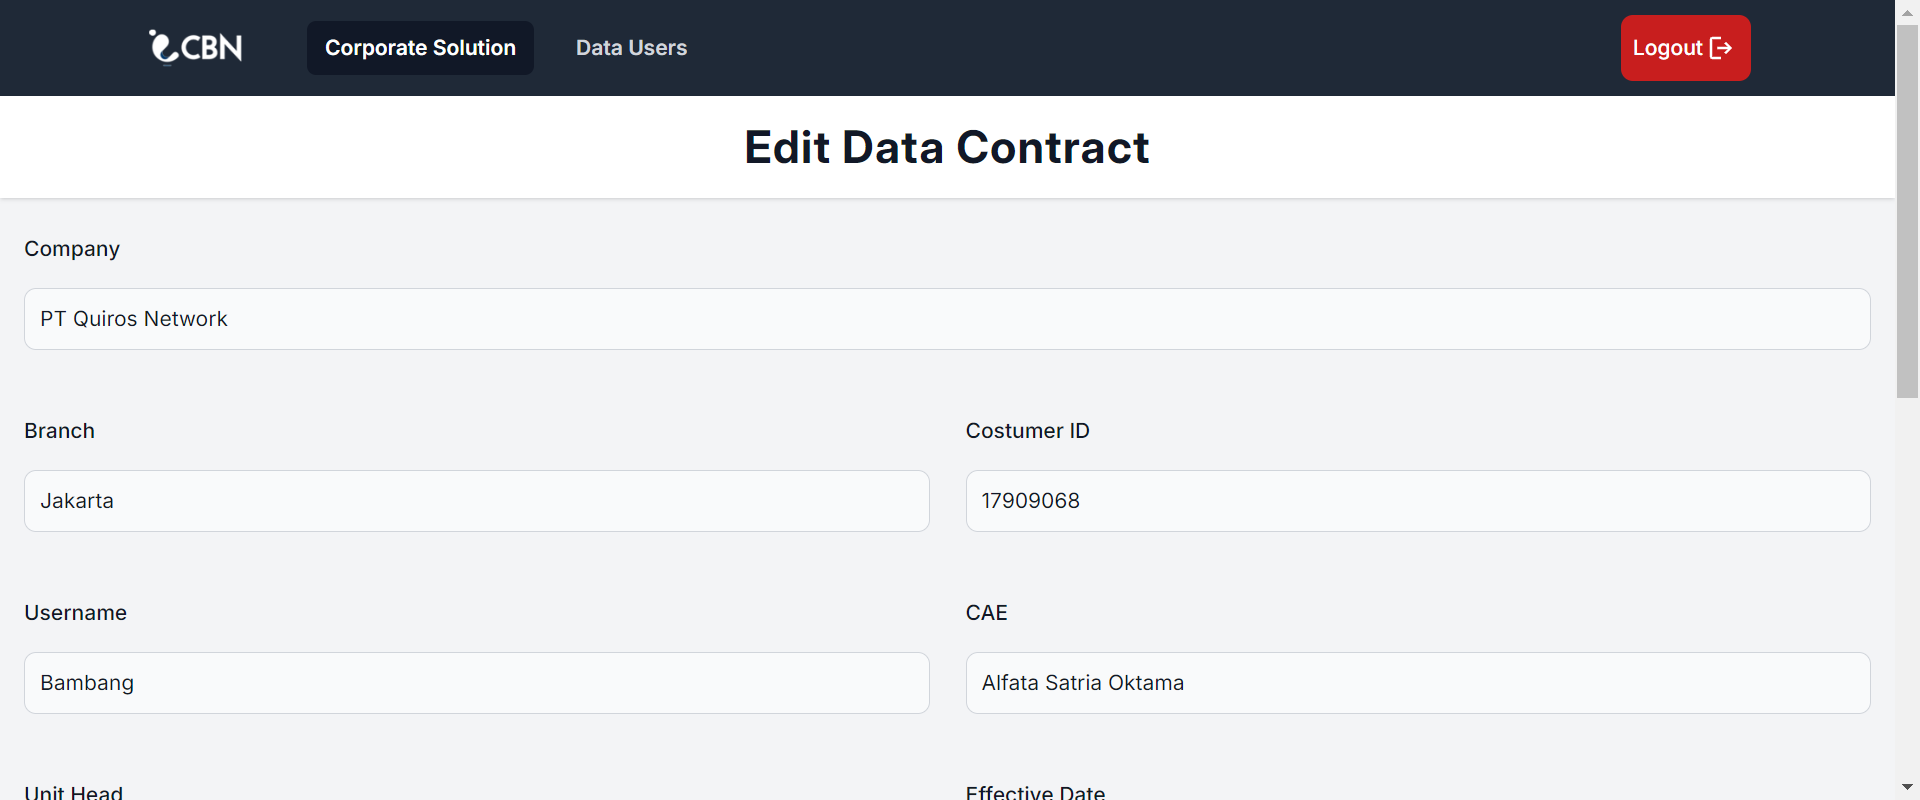 CBN
Corporate Solution
Data Users
Logout
Edit Data Contract
Company
PT Quiros Network
Branch
Costumer ID
Jakarta
17909068
Username
CAE
Bambang
Alfata Satria Oktama
Unit Head
Effective Date